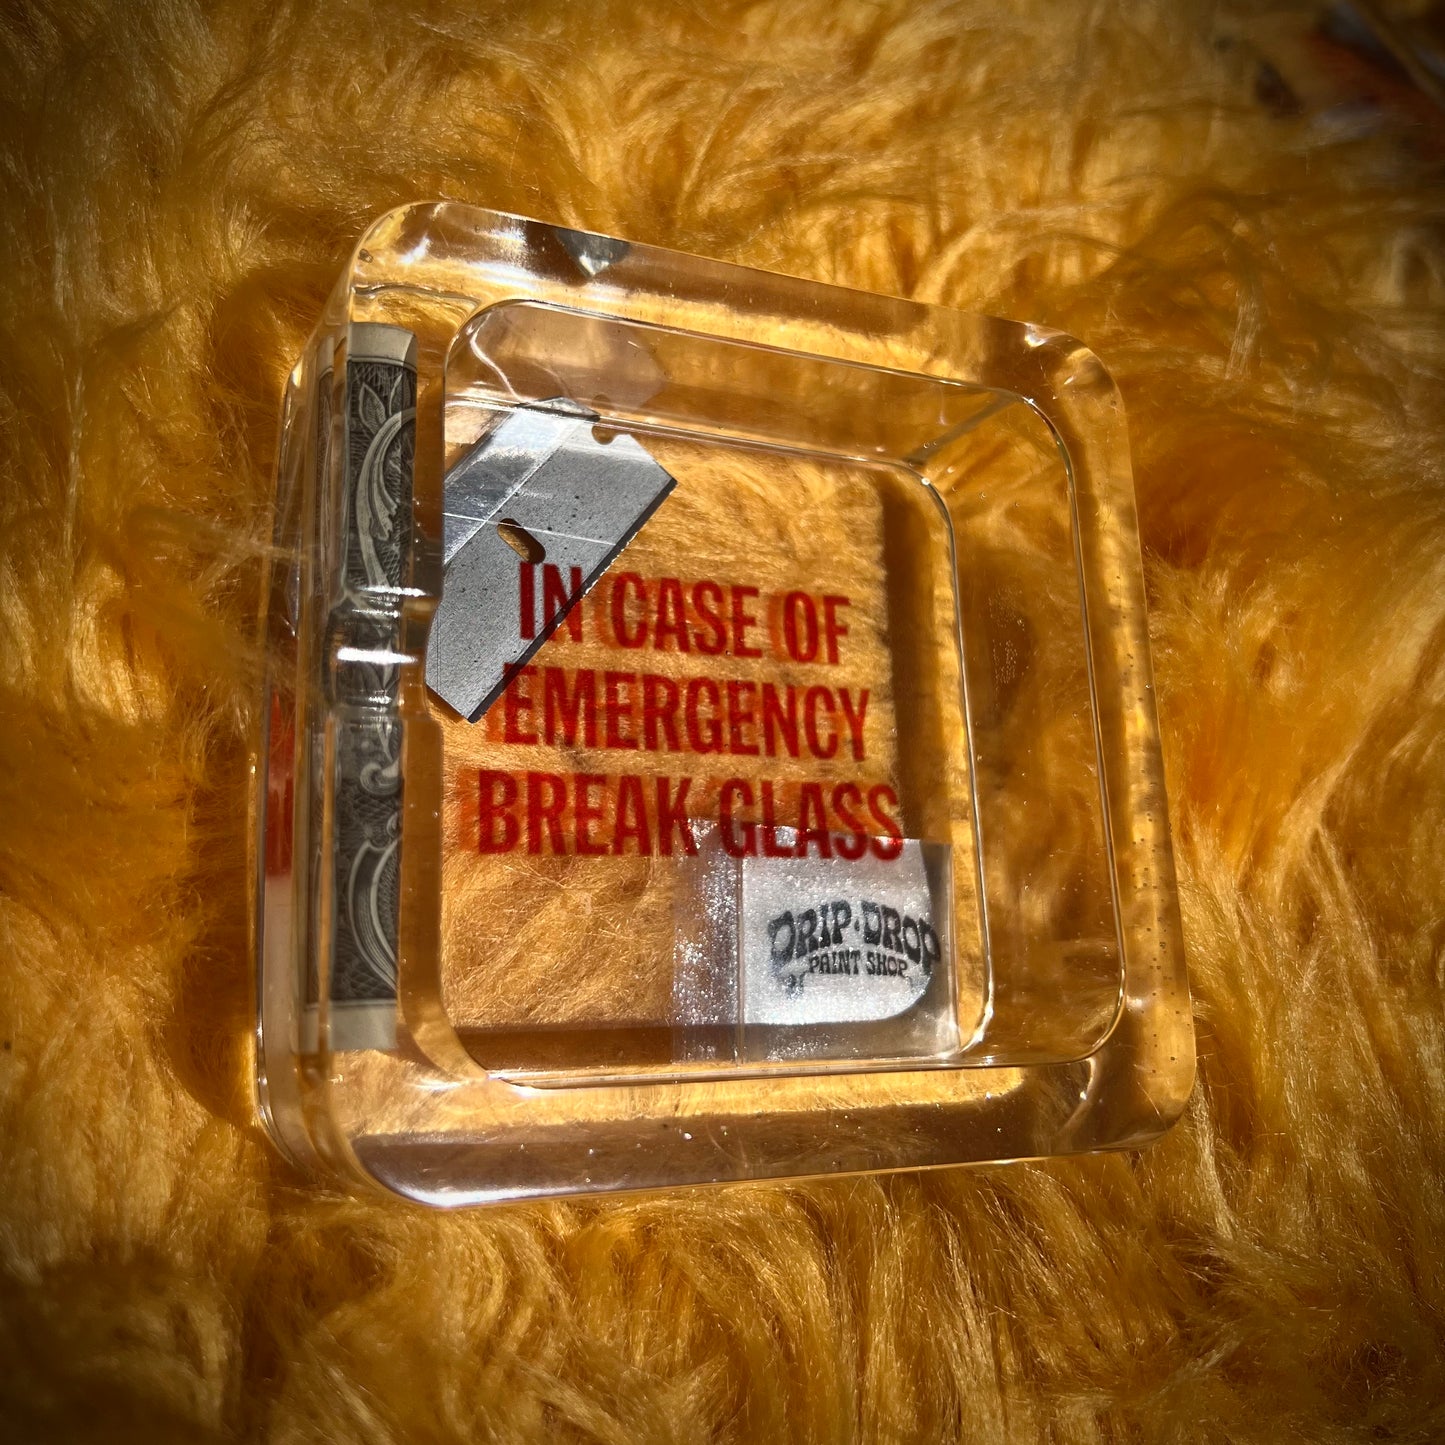 IN CASE OF
EMERGENCY
BREAK GLASS
DRIP·DROP
PAINT SHOP